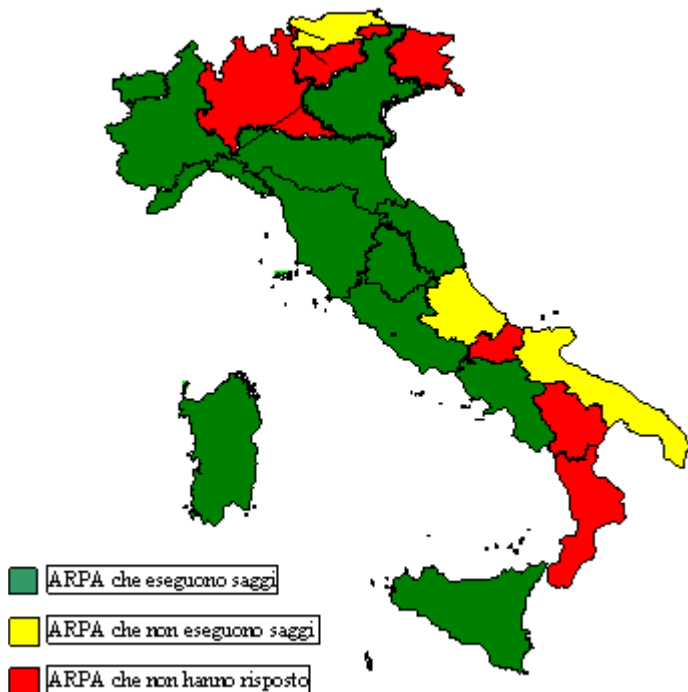 ARPA che eseguono saggi
ARPA che non eseguono saggi
ARPA che non hanno risposto